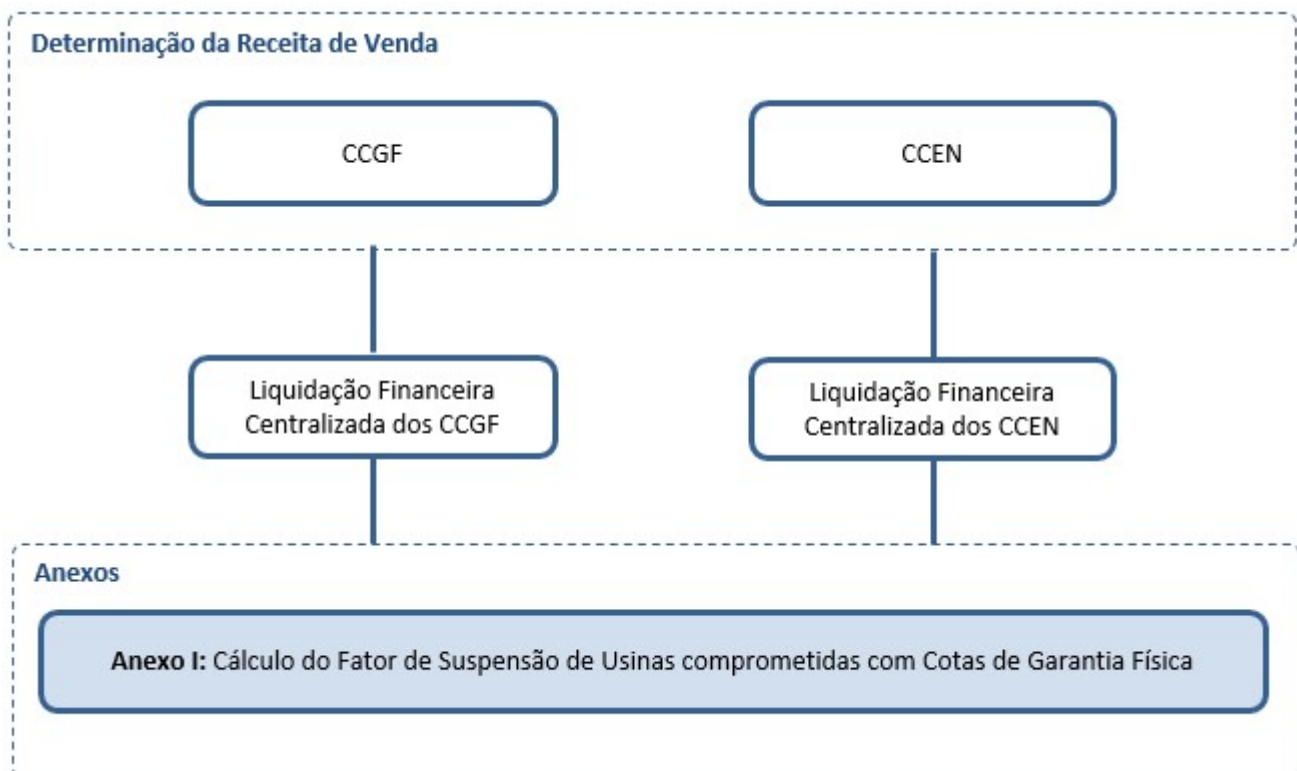 Determinação da Receita de Venda
CCGF
CCEN
Liquidação Financeira
Centralizada dos CCGF
Liquidação Financeira
Centralizada dos CCEN
Anexos
Anexo I: Cálculo do Fator de Suspensão de Usinas comprometidas com Cotas de Garantia Física